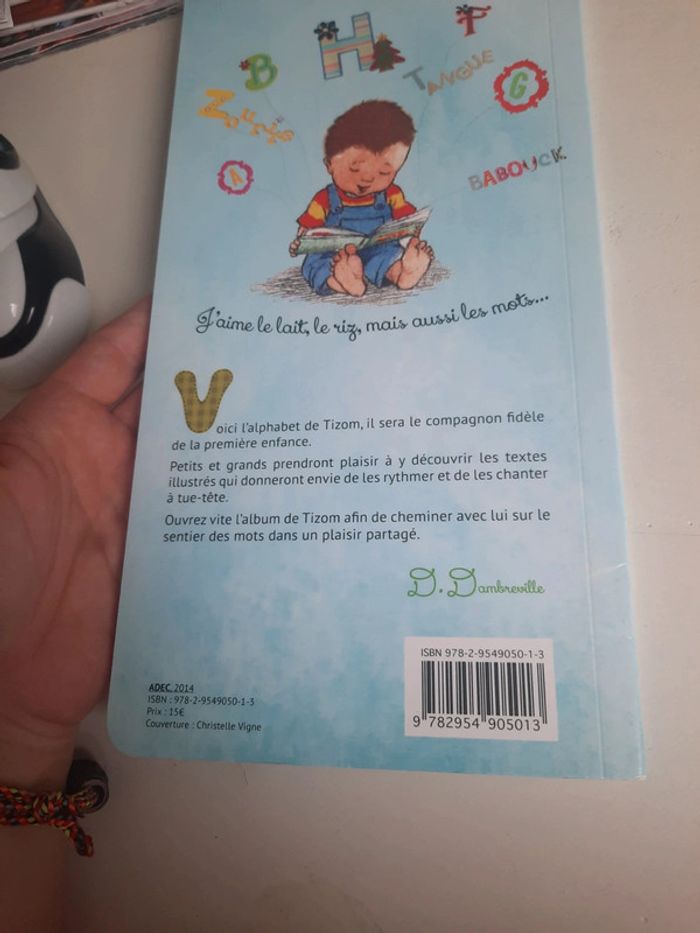 B
H
F
TANGUE
G
Zouris
A
BABOUCK
J'aime le lait, le riz, mais aussi les mots...
Voici l'alphabet de Tizom, il sera le compagnon fidèle
de la première enfance.
Petits et grands prendront plaisir à y découvrir les textes
illustrés qui donneront envie de les rythmer et de les chanter
à tue-tête.
Ouvrez vite l'album de Tizom afin de cheminer avec lui sur le
sentier des mots dans un plaisir partagé.
D. Dambreville
ISBN 978-2-9549050-1-3
9 782954 905013
ADEC, 2014
ISBN : 978-2-9549050-1-3
Prix : 15€
Couverture : Christelle Vigne